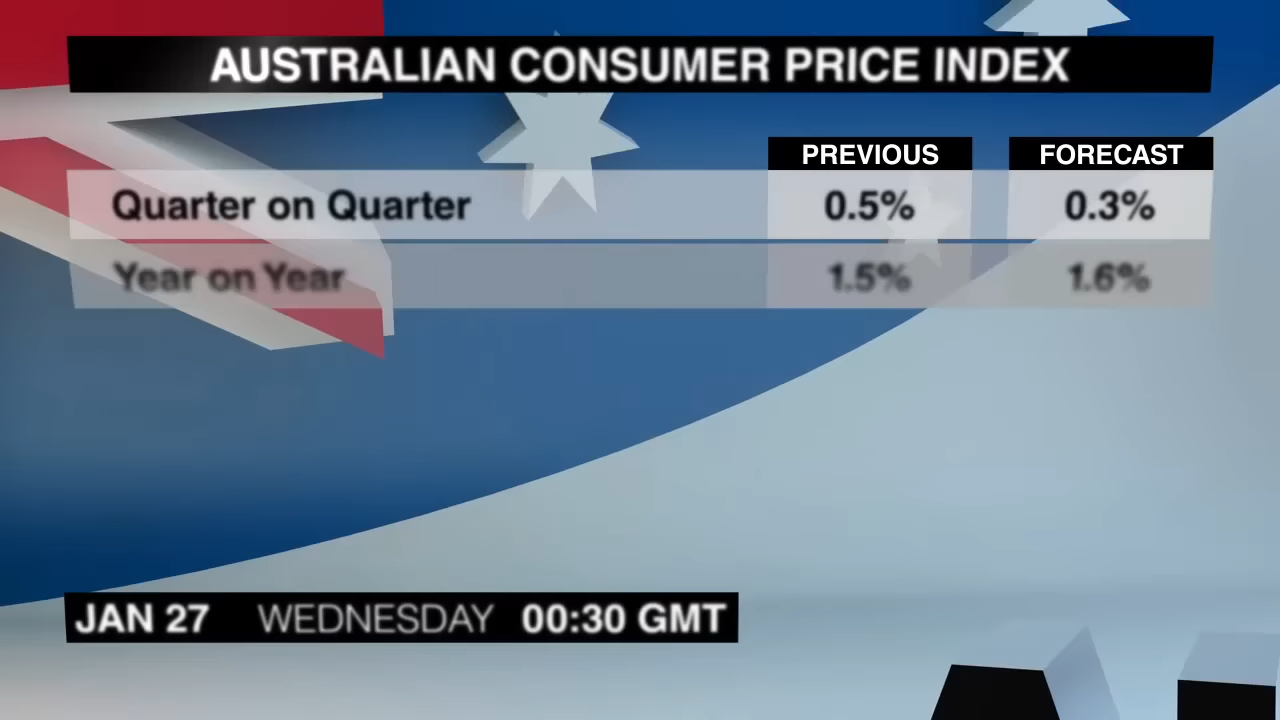 AUSTRALIAN CONSUMER PRICE INDEX
PREVIOUS FORECAST
Quarter on Quarter 0.5% 0.3%
Year on Year 1.5% 1.6%
JAN 27 WEDNESDAY 00:30 GMT